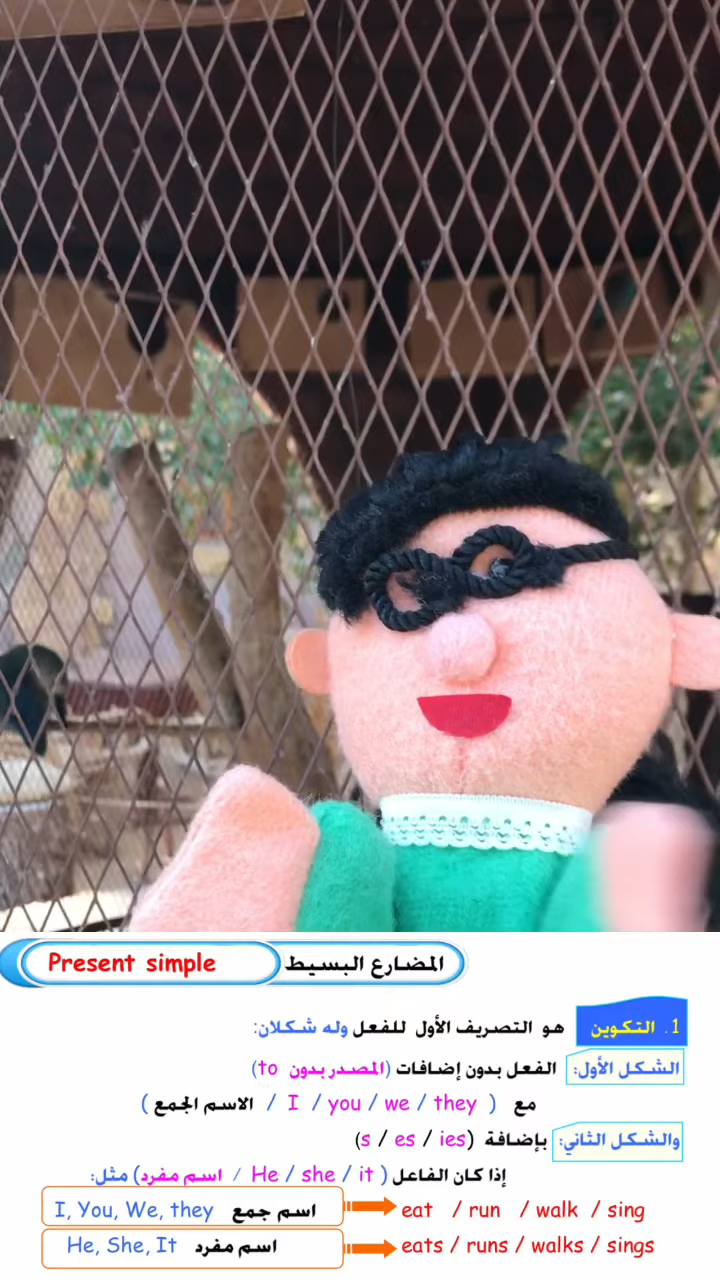 Present simple المضارع البسيط
1. التكوين هو التصريف الأول للفعل وله شكلان:
الشكل الأول: الفعل بدون إضافات (المصدر بدون to)
مع ( I / you / we / they / الاسم الجمع )
والشكل الثاني: بإضافة (s / es / ies)
إذا كان الفاعل ( He / she / it / اسم مفرد) مثل:
I, You, We, they اسم جمع eat / run / walk / sing
He, She, It اسم مفرد eats / runs / walks / sings